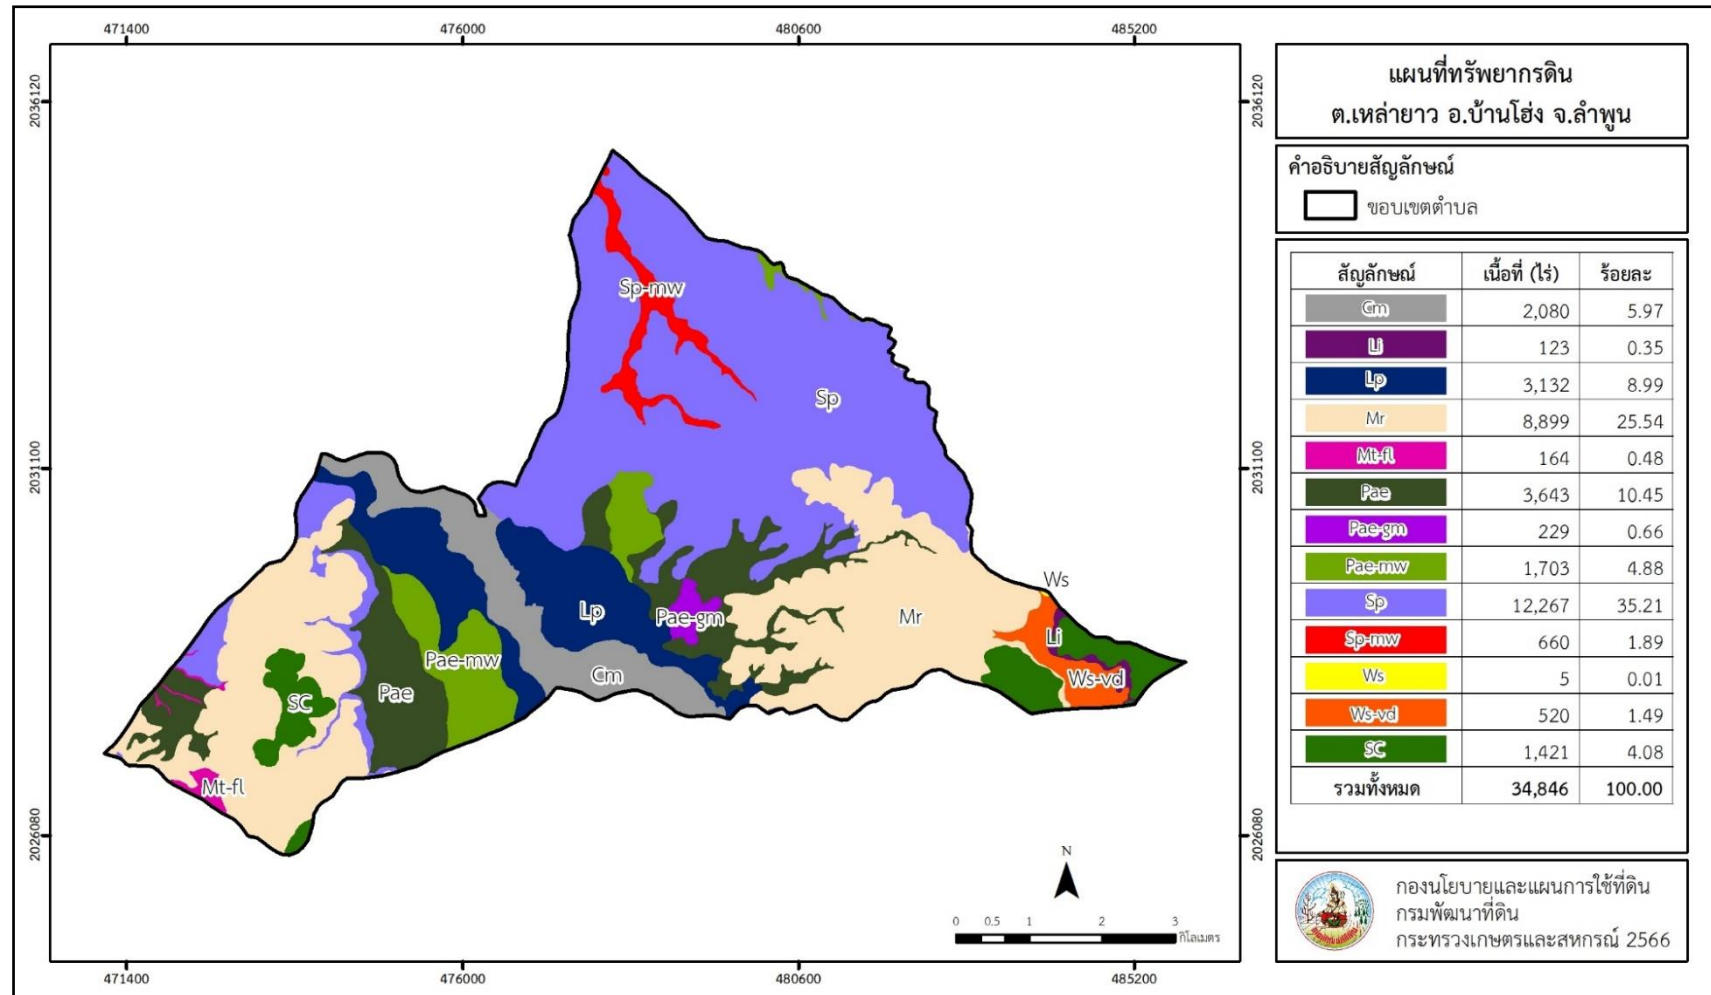 471400 476000 480600 485200
2036120 2036120
2031100 2031100
2026080 2026080
Sp-mw
Sp
Ws
Lp
Pae-gm
Mr
Li
Pae-mw
Cm
Ws-vd
Pae
SC
Mt-fl
N
0 0.5 1 2 3
กิโลเมตร
471400 476000 480600 485200
แผนที่ทรัพยากรดิน
ต.เหล่ายาว อ.บ้านโฮ่ง จ.ลำพูน
คำอธิบายสัญลักษณ์
ขอบเขตตำบล
สัญลักษณ์ เนื้อที่ (ไร่) ร้อยละ
Cm 2,080 5.97
Li 123 0.35
Lp 3,132 8.99
Mr 8,899 25.54
Mt-fl 164 0.48
Pae 3,643 10.45
Pae-gm 229 0.66
Pae-mw 1,703 4.88
Sp 12,267 35.21
Sp-mw 660 1.89
Ws 5 0.01
Ws-vd 520 1.49
SC 1,421 4.08
รวมทั้งหมด 34,846 100.00
กองนโยบายและแผนการใช้ที่ดิน
กรมพัฒนาที่ดิน
กระทรวงเกษตรและสหกรณ์ 2566